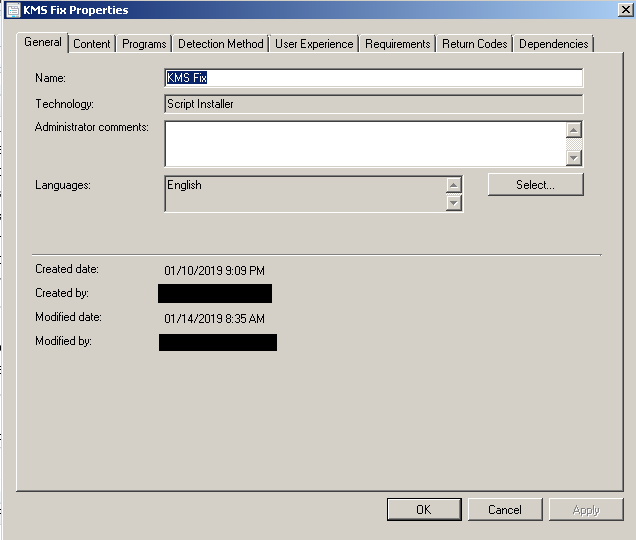 KMS Fix Properties
General Content Programs Detection Method User Experience Requirements Return Codes Dependencies
Name: KMS Fix
Technology: Script Installer
Administrator comments:
Languages: English Select...
Created date: 01/10/2019 9:09 PM
Created by:
Modified date: 01/14/2019 8:35 AM
Modified by:
OK Cancel Apply